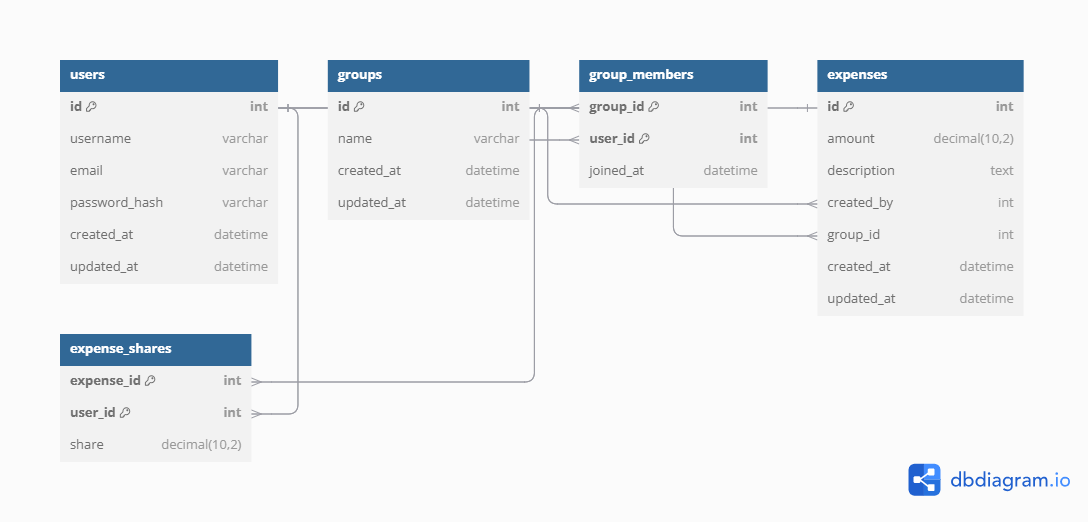 users
id int
username varchar
email varchar
password_hash varchar
created_at datetime
updated_at datetime
groups
id int
name varchar
created_at datetime
updated_at datetime
group_members
group_id int
user_id int
joined_at datetime
expenses
id int
amount decimal(10,2)
description text
created_by int
group_id int
created_at datetime
updated_at datetime
expense_shares
expense_id int
user_id int
share decimal(10,2)
dbdiagram.io